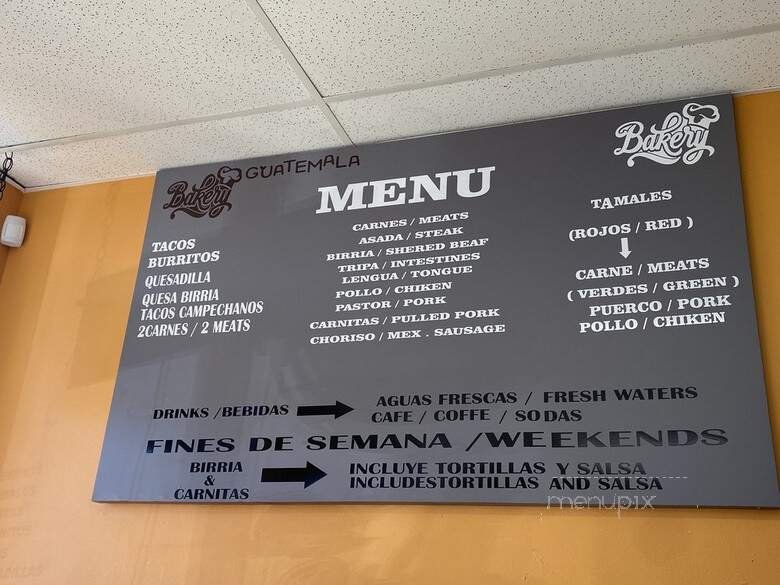 Bakery GUATEMALA
Bakery
MENU
TACOS
BURRITOS
QUESADILLA
QUESA BIRRIA
TACOS CAMPECHANOS
2CARNES / 2 MEATS
CARNES / MEATS
ASADA / STEAK
BIRRIA / SHERED BEAF
TRIPA / INTESTINES
LENGUA / TONGUE
POLLO / CHIKEN
PASTOR / PORK
CARNITAS / PULLED PORK
CHORISO / MEX . SAUSAGE
TAMALES
(ROJOS / RED )
CARNE / MEATS
( VERDES / GREEN )
PUERCO / PORK
POLLO / CHIKEN
DRINKS /BEBIDAS
AGUAS FRESCAS / FRESH WATERS
CAFE / COFFE / SODAS
FINES DE SEMANA /WEEKENDS
BIRRIA
&
CARNITAS
INCLUYE TORTILLAS Y SALSA
INCLUDESTORTILLAS AND SALSA
menupix